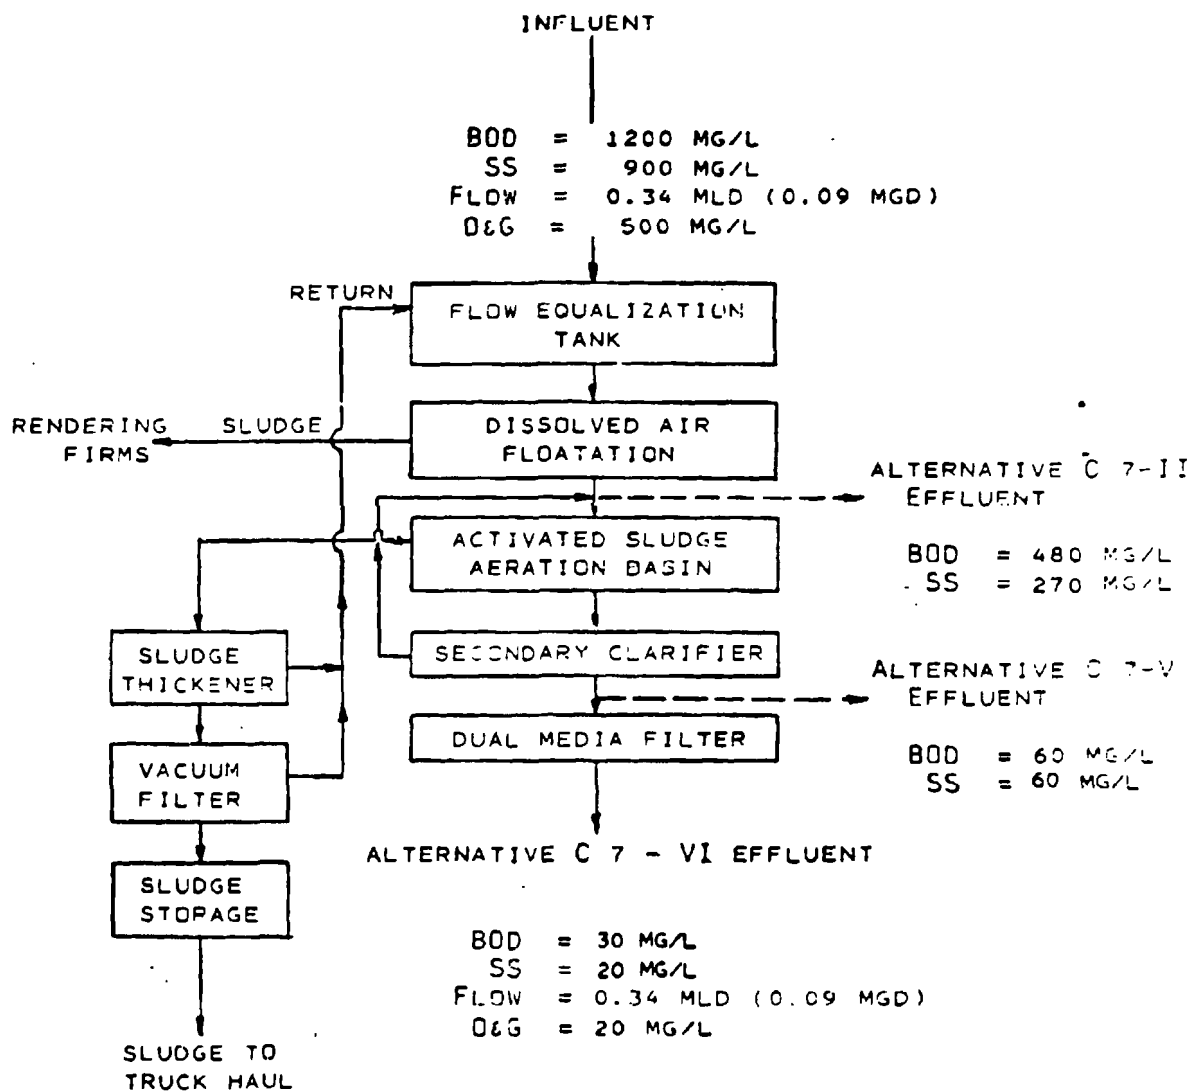 INFLUENT
BOD = 1200 MG/L
SS = 900 MG/L
FLOW = 0.34 MLD (0.09 MGD)
O&G = 500 MG/L
RETURN
FLOW EQUALIZATION
TANK
RENDERING
FIRMS
SLUDGE
DISSOLVED AIR
FLOATATION
ALTERNATIVE C 7-II
EFFLUENT
BOD = 480 MG/L
SS = 270 MG/L
ACTIVATED SLUDGE
AERATION BASIN
SLUDGE
THICKENER
SECONDARY CLARIFIER
ALTERNATIVE C 7-V
EFFLUENT
BOD = 60 MG/L
SS = 60 MG/L
DUAL MEDIA FILTER
VACUUM
FILTER
ALTERNATIVE C 7 - VI EFFLUENT
SLUDGE
STORAGE
BOD = 30 MG/L
SS = 20 MG/L
FLOW = 0.34 MLD (0.09 MGD)
O&G = 20 MG/L
SLUDGE TO
TRUCK HAUL